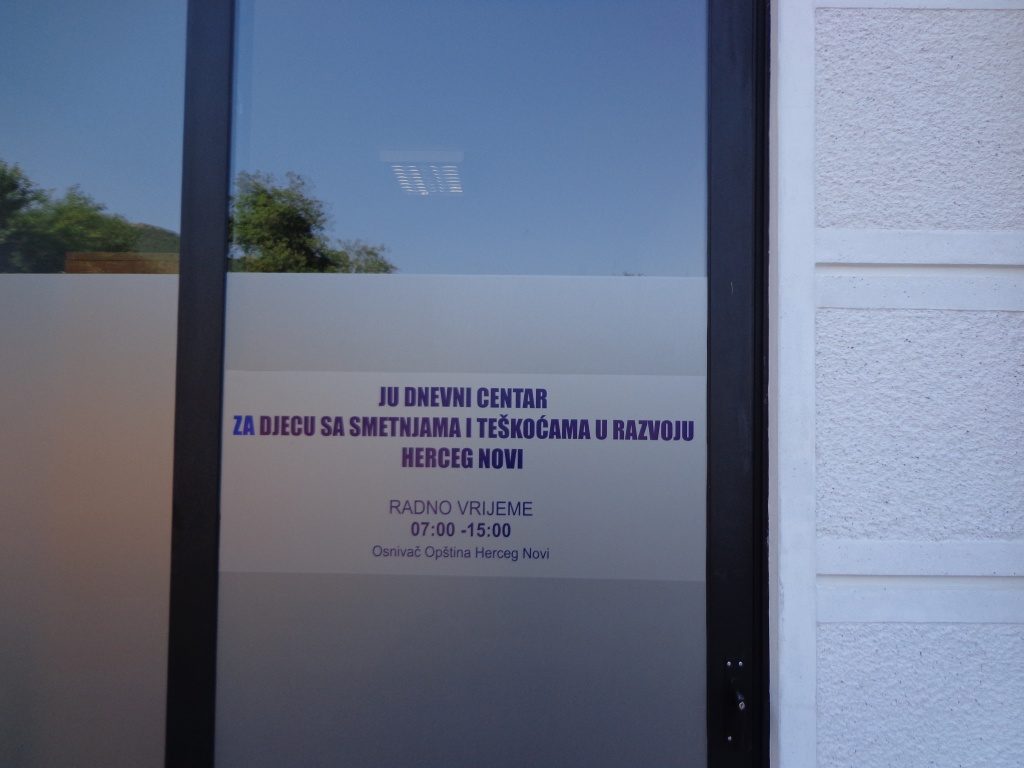 JU DNEVNI CENTAR
ZA DJECU SA SMETNJAMA I TEŠKOĆAMA U RAZVOJU
HERCEG NOVI
RADNO VRIJEME
07:00 -15:00
Osnivač Opština Herceg Novi